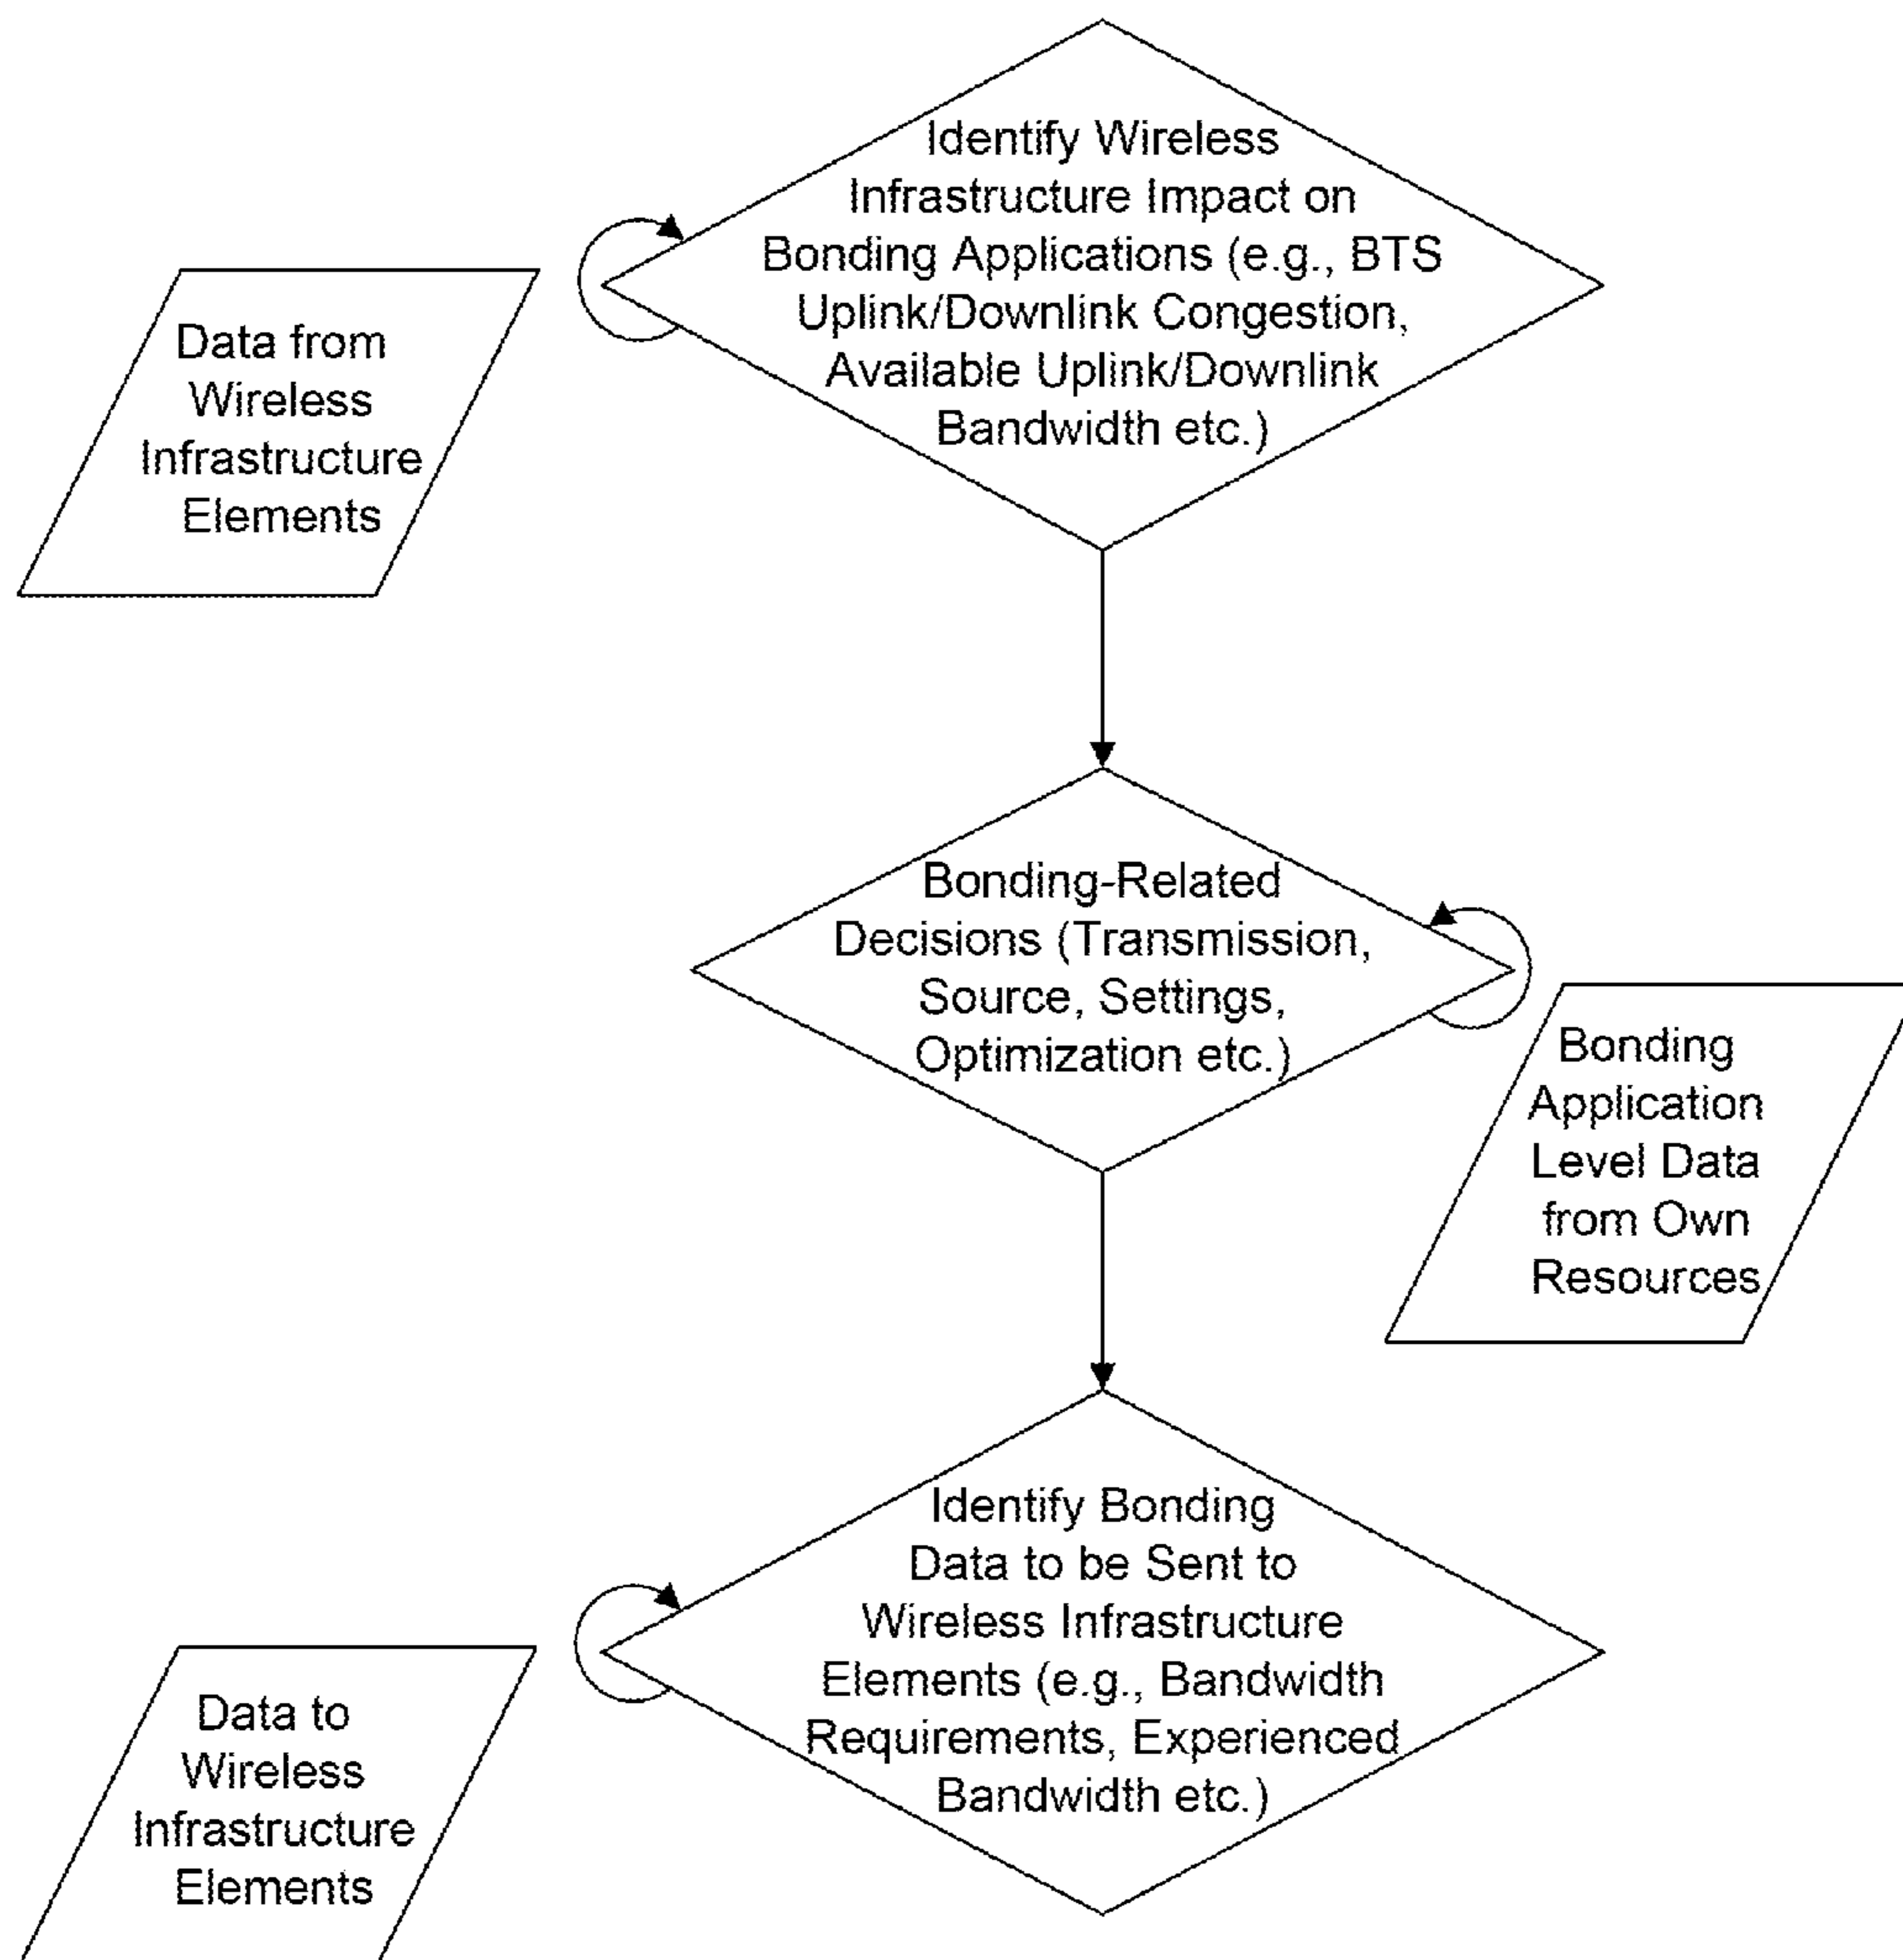 Identify Wireless
Infrastructure Impact on
Bonding Applications (e.g., BTS
Uplink/Downlink Congestion,
Available Uplink/Downlink
Bandwidth etc.)
Data from
Wireless
Infrastructure
Elements
Bonding-Related
Decisions (Transmission,
Source, Settings,
Optimization etc.)
Bonding
Application
Level Data
from Own
Resources
Identify Bonding
Data to be Sent to
Wireless Infrastructure
Elements (e.g., Bandwidth
Requirements, Experienced
Bandwidth etc.)
Data to
Wireless
Infrastructure
Elements